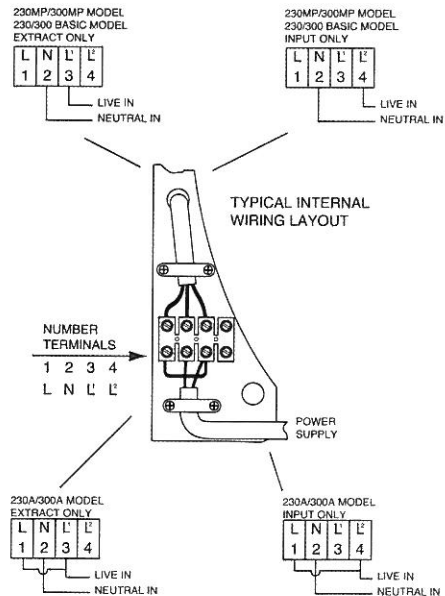 230MP/300MP MODEL
230/300 BASIC MODEL
EXTRACT ONLY
L N L¹ L²
1 2 3 4
LIVE IN
NEUTRAL IN
230MP/300MP MODEL
230/300 BASIC MODEL
INPUT ONLY
L N L¹ L²
1 2 3 4
LIVE IN
NEUTRAL IN
TYPICAL INTERNAL
WIRING LAYOUT
NUMBER
TERMINALS
1 2 3 4
L N L¹ L²
POWER
SUPPLY
230A/300A MODEL
EXTRACT ONLY
L N L¹ L²
1 2 3 4
LIVE IN
NEUTRAL IN
230A/300A MODEL
INPUT ONLY
L N L¹ L²
1 2 3 4
LIVE IN
NEUTRAL IN